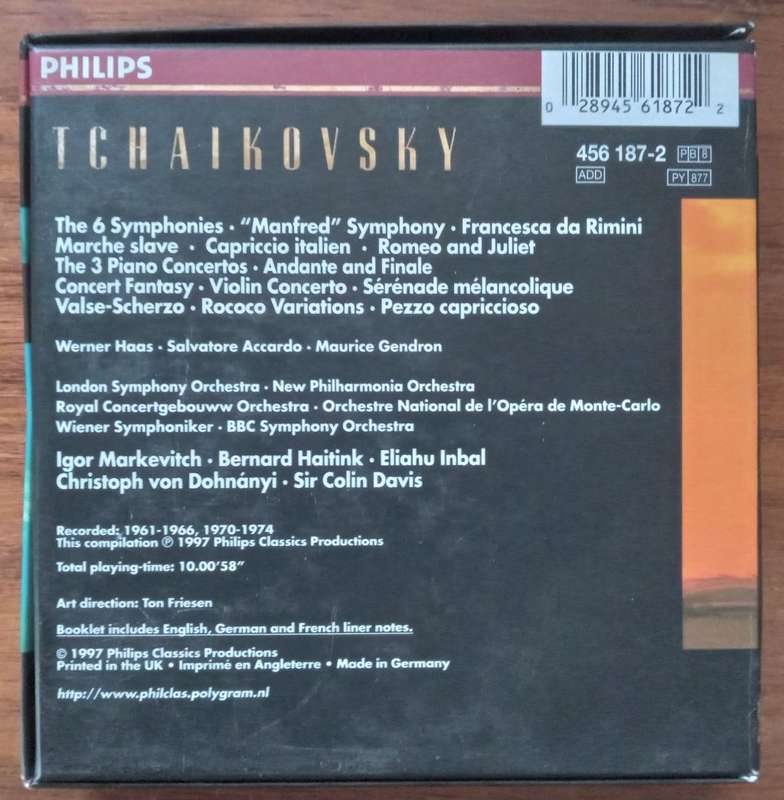 PHILIPS
0 28945 61872 2
TCHAIKOVSKY
456 187-2 PB8
ADD PY 877
The 6 Symphonies · “Manfred” Symphony · Francesca da Rimini
Marche slave · Capriccio italien · Romeo and Juliet
The 3 Piano Concertos · Andante and Finale
Concert Fantasy · Violin Concerto · Sérénade mélancolique
Valse-Scherzo · Rococo Variations · Pezzo capriccioso
Werner Haas · Salvatore Accardo · Maurice Gendron
London Symphony Orchestra · New Philharmonia Orchestra
Royal Concertgebouww Orchestra · Orchestre National de l’Opéra de Monte-Carlo
Wiener Symphoniker · BBC Symphony Orchestra
Igor Markevitch · Bernard Haitink · Eliahu Inbal
Christoph von Dohnányi · Sir Colin Davis
Recorded: 1961-1966, 1970-1974
This compilation ℗ 1997 Philips Classics Productions
Total playing-time: 10.00’58”
Art direction: Ton Friesen
Booklet includes English, German and French liner notes.
© 1997 Philips Classics Productions
Printed in the UK • Imprimé en Angleterre • Made in Germany
http://www.philclas.polygram.nl